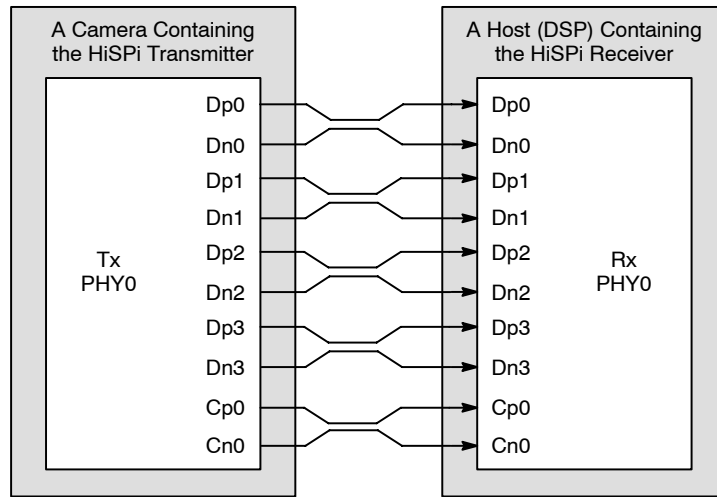 A Camera Containing
the HiSPi Transmitter
A Host (DSP) Containing
the HiSPi Receiver
Tx
PHY0
Dp0
Dn0
Dp1
Dn1
Dp2
Dn2
Dp3
Dn3
Cp0
Cn0
Dp0
Dn0
Dp1
Dn1
Dp2
Dn2
Dp3
Dn3
Cp0
Cn0
Rx
PHY0